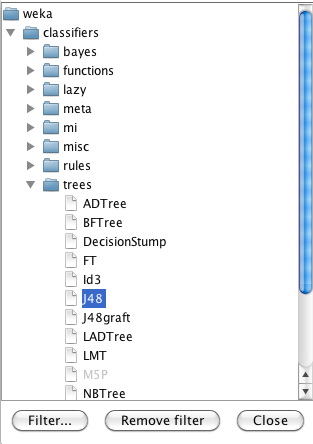 weka
classifiers
bayes
functions
lazy
meta
mi
misc
rules
trees
ADTree
BFTree
DecisionStump
FT
Id3
J48
J48graft
LADTree
LMT
M5P
NBTree
Filter... Remove filter Close